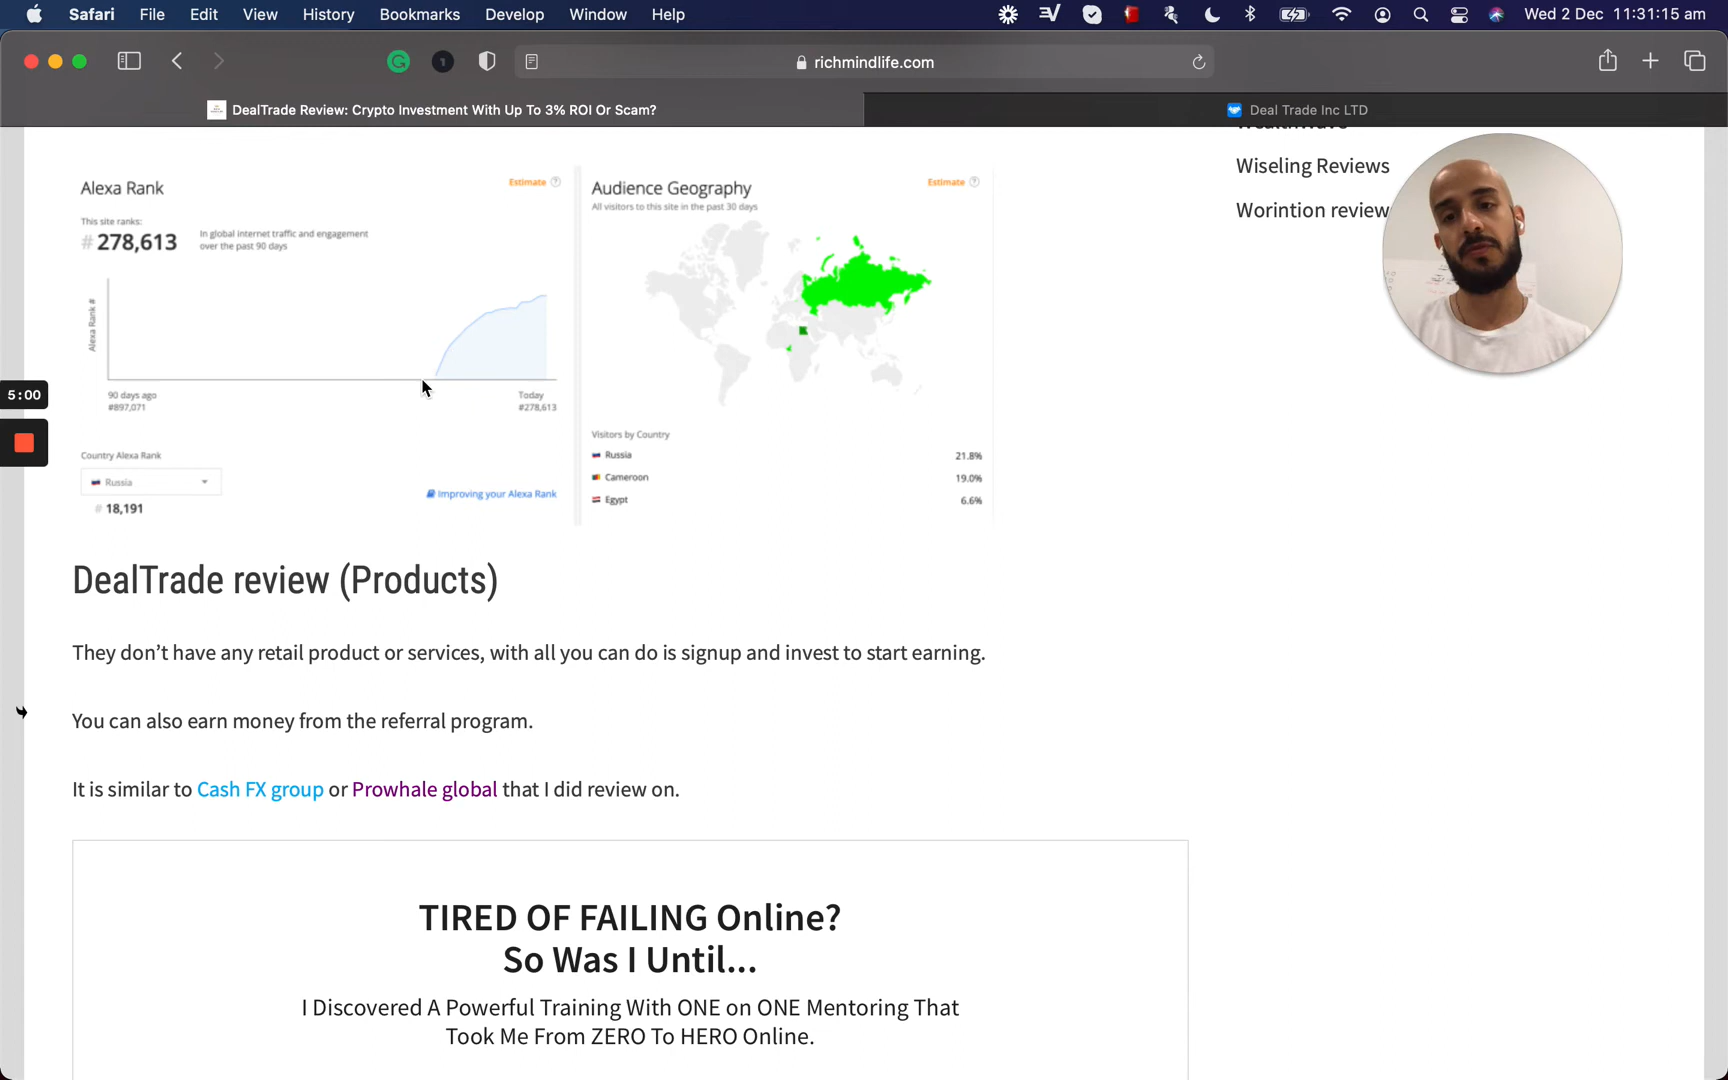 Safari File Edit View History Bookmarks Develop Window Help Wed 2 Dec 11:31:15 am
richmindlife.com
DealTrade Review: Crypto Investment With Up To 3% ROI Or Scam?
Deal Trade Inc LTD
Alexa Rank
Estimate
This site ranks:
#278,613
In global internet traffic and engagement
over the past 90 days
Alexa Rank #
90 days ago
#897,071
Today
#278,613
Country Alexa Rank
Russia
# 18,191
Improving your Alexa Rank
Audience Geography
Estimate
All visitors to this site in the past 30 days
Visitors by Country
Russia 21.8%
Cameroon 19.0%
Egypt 6.6%
Wiseling Reviews
Worintion review
5:00
DealTrade review (Products)
They don’t have any retail product or services, with all you can do is signup and invest to start earning.
You can also earn money from the referral program.
It is similar to Cash FX group or Prowhale global that I did review on.
TIRED OF FAILING Online?
So Was I Until...
I Discovered A Powerful Training With ONE on ONE Mentoring That
Took Me From ZERO To HERO Online.